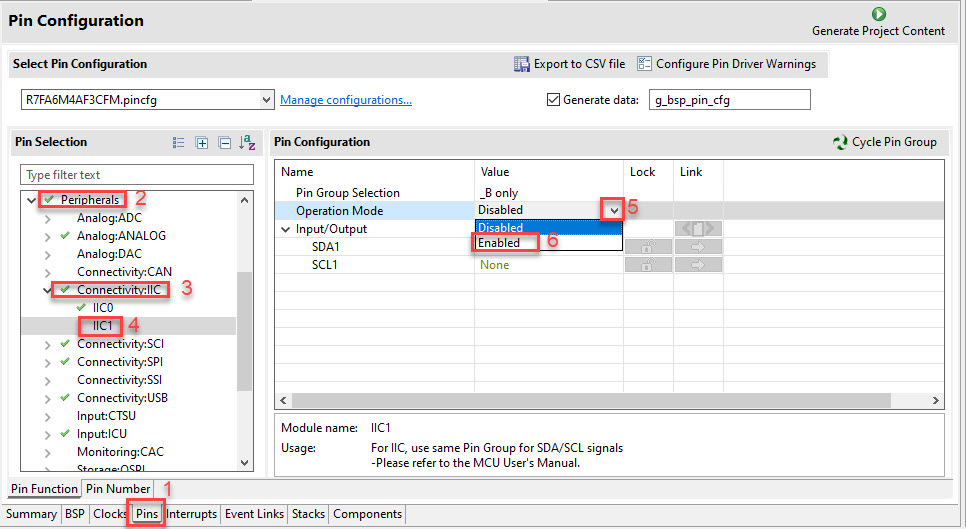 Pin Configuration
Generate Project Content
Select Pin Configuration
Export to CSV file
Configure Pin Driver Warnings
R7FA6M4AF3CFM.pincfg
Manage configurations...
Generate data:
g_bsp_pin_cfg
Pin Selection
Type filter text
Peripherals 2
Analog:ADC
Analog:ANALOG
Analog:DAC
Connectivity:CAN
Connectivity:IIC 3
IIC0
IIC1 4
Connectivity:SCI
Connectivity:SPI
Connectivity:SSI
Connectivity:USB
Input:CTSU
Input:ICU
Monitoring:CAC
Storage:OSPI
Pin Configuration
Cycle Pin Group
Name Value Lock Link
Pin Group Selection _B only
Operation Mode Disabled 5
Input/Output Disabled
SDA1 Enabled 6
SCL1 None
Module name: IIC1
Usage: For IIC, use same Pin Group for SDA/SCL signals
-Please refer to the MCU User's Manual.
Pin Function Pin Number 1
Summary BSP Clocks Pins Interrupts Event Links Stacks Components